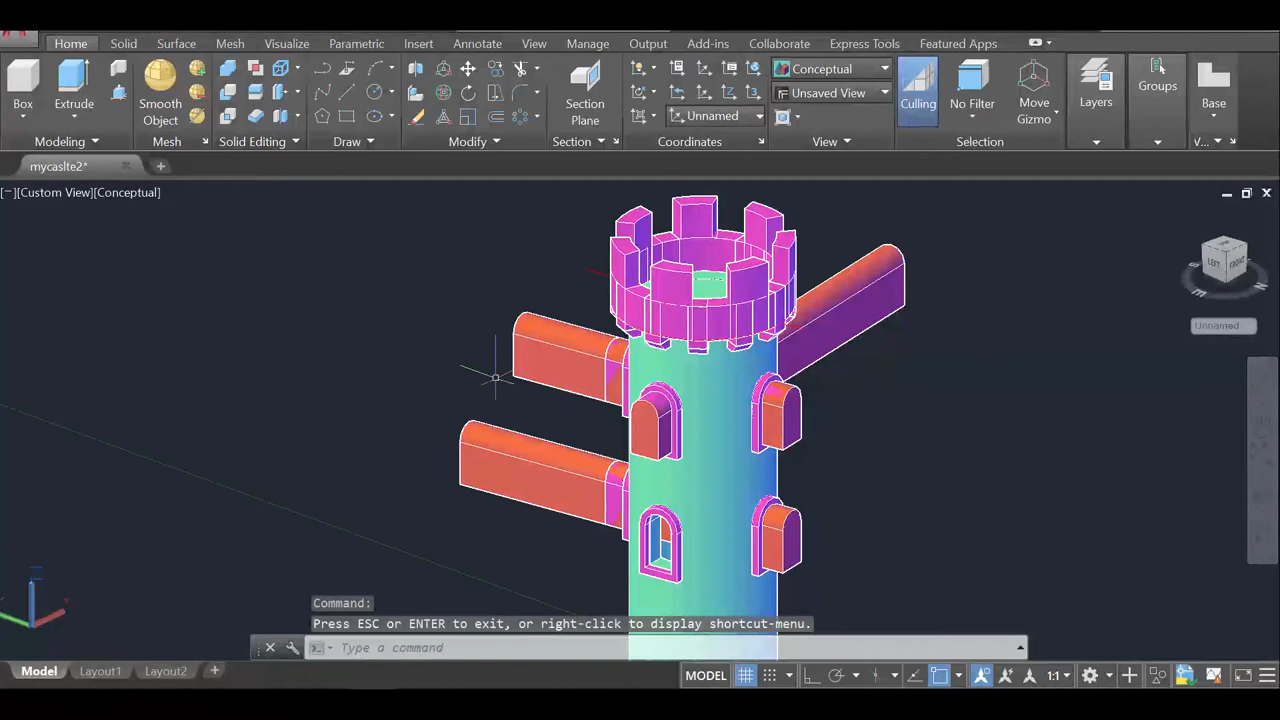 Home Solid Surface Mesh Visualize Parametric Insert Annotate View Manage Output Add-ins Collaborate Express Tools Featured Apps
Box Extrude Smooth Object Section Plane Conceptual Unsaved View Unnamed Culling No Filter Move Gizmo Layers Groups Base
Modeling Mesh Solid Editing Draw Modify Section Coordinates View Selection V...
mycaslte2*
[−][Custom View][Conceptual]
TOP
LEFT FRONT
Unnamed
Command:
Press ESC or ENTER to exit, or right-click to display shortcut-menu.
Type a command
Model Layout1 Layout2 MODEL 1:1